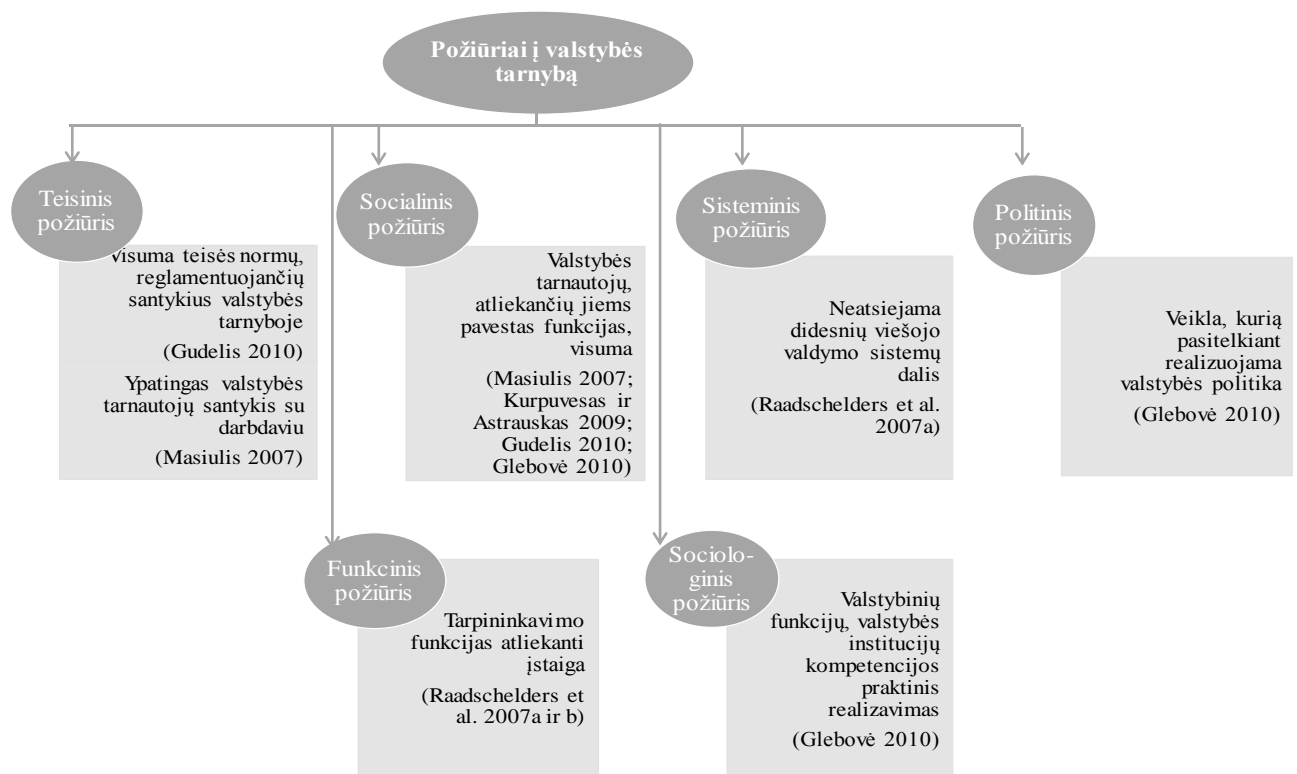 Požiūriai į valstybės
tarnybą
Teisinis
požiūris
Visuma teisės normų,
reglamentuojančių
santykius valstybės
tarnyboje
(Gudelis 2010)
Ypatingas valstybės
tarnautojų santykis su
darbdaviu
(Masiulis 2007)
Socialinis
požiūris
Valstybės
tarnautojų,
atliekančių jiems
pavestas funkcijas,
visuma
(Masiulis 2007;
Kurpuvesas ir
Astrauskas 2009;
Gudelis 2010;
Glebovė 2010)
Sisteminis
požiūris
Neatsiejama
didesnių viešojo
valdymo sistemų
dalis
(Raadschelders et al.
2007a)
Politinis
požiūris
Veikla, kurią
pasitelkiant
realizuojama
valstybės politika
(Glebovė 2010)
Funkcinis
požiūris
Tarpininkavimo
funkcijas atliekanti
įstaiga
(Raadschelders et
al. 2007a ir b)
Sociolo-
ginis
požiūris
Valstybinių
funkcijų, valstybės
institucijų
kompetencijos
praktinis
realizavimas
(Glebovė 2010)